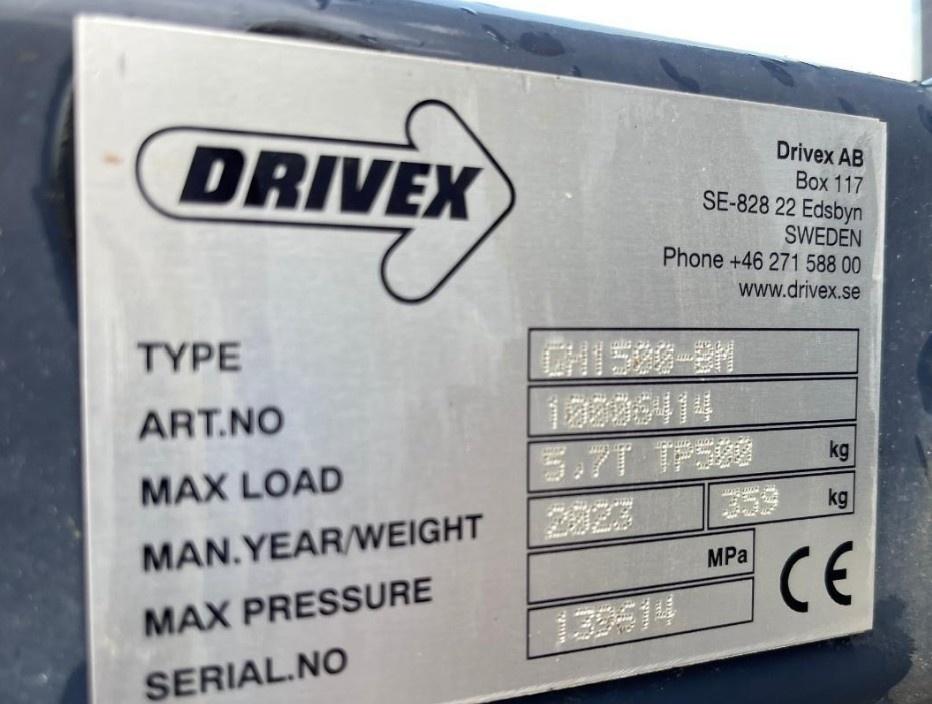 DRIVEX
Drivex AB
Box 117
SE-828 22 Edsbyn
SWEDEN
Phone +46 271 588 00
www.drivex.se
TYPE GH1500-BM
ART.NO 10006414
MAX LOAD 5,7T TP500 kg
MAN.YEAR/WEIGHT 2023 359 kg
MAX PRESSURE MPa
SERIAL.NO 139614
CE